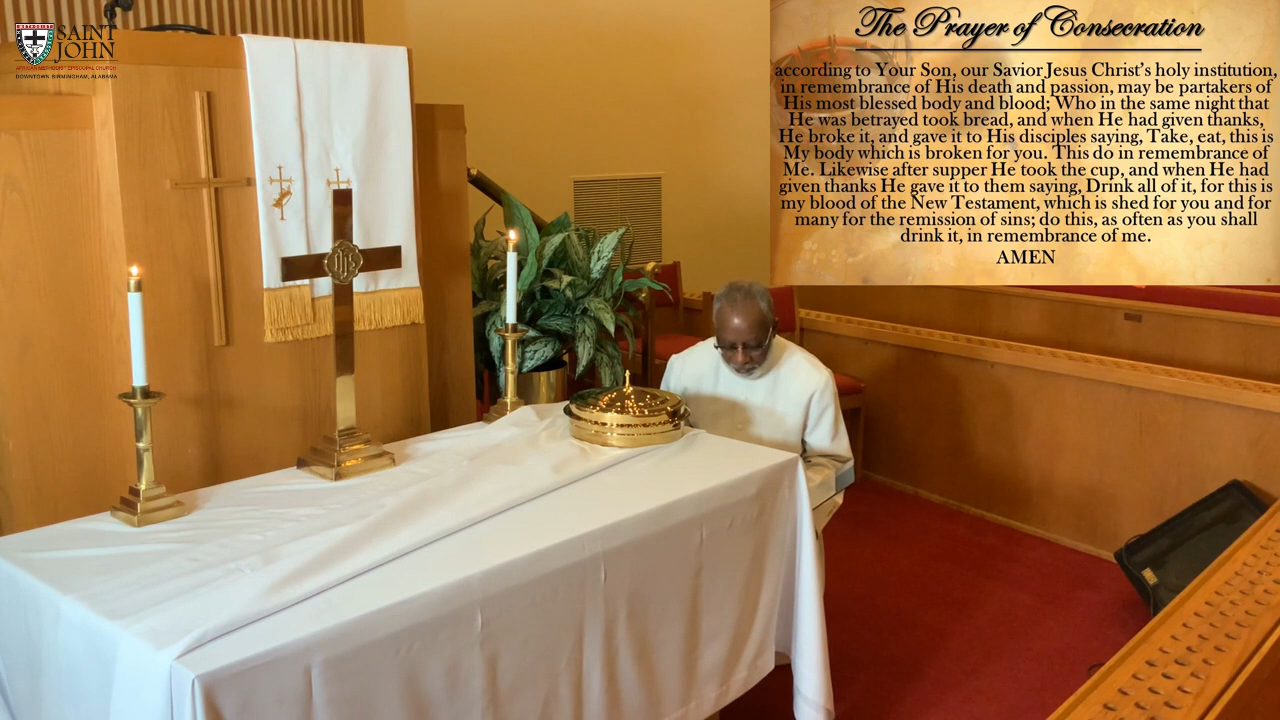 SAINT
JOHN
AFRICAN METHODIST EPISCOPAL CHURCH
DOWNTOWN BIRMINGHAM, ALABAMA
The Prayer of Consecration
according to Your Son, our Savior Jesus Christ's holy institution,
in remembrance of His death and passion, may be partakers of
His most blessed body and blood; Who in the same night that
He was betrayed took bread, and when He had given thanks,
He broke it, and gave it to His disciples saying, Take, eat, this is
My body which is broken for you. This do in remembrance of
Me. Likewise after supper He took the cup, and when He had
given thanks He gave it to them saying, Drink all of it, for this is
my blood of the New Testament, which is shed for you and for
many for the remission of sins; do this, as often as you shall
drink it, in remembrance of me.
AMEN
IHS